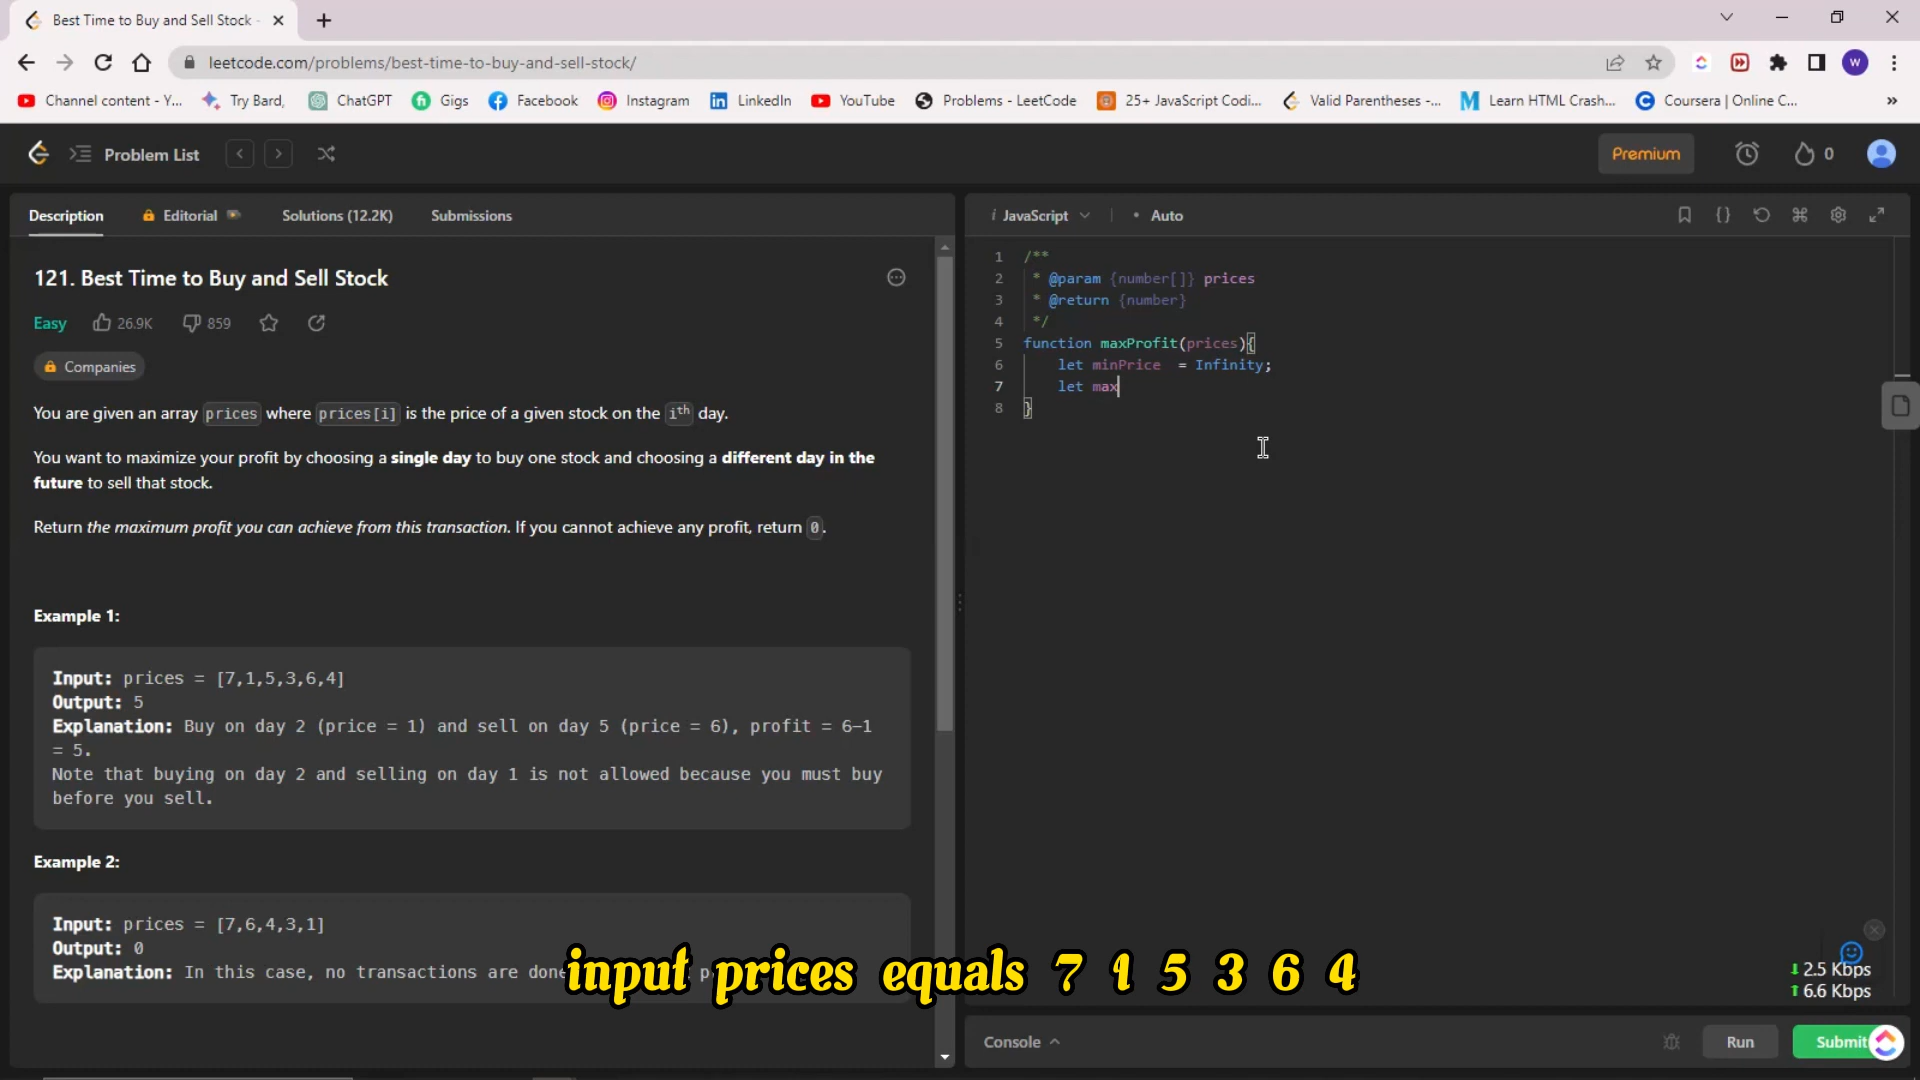 Best Time to Buy and Sell Stock -
leetcode.com/problems/best-time-to-buy-and-sell-stock/
W
Channel content - Y...
Try Bard,
ChatGPT
Gigs
Facebook
Instagram
LinkedIn
YouTube
Problems - LeetCode
25+ JavaScript Codi...
Valid Parentheses -...
Learn HTML Crash...
Coursera | Online C...
»
Problem List
Premium
0
Description
Editorial
Solutions (12.2K)
Submissions
121. Best Time to Buy and Sell Stock
Easy
26.9K
859
Companies
You are given an array prices where prices[i] is the price of a given stock on the ith day.
You want to maximize your profit by choosing a single day to buy one stock and choosing a different day in the
future to sell that stock.
Return the maximum profit you can achieve from this transaction. If you cannot achieve any profit, return 0.
Example 1:
Input: prices = [7,1,5,3,6,4]
Output: 5
Explanation: Buy on day 2 (price = 1) and sell on day 5 (price = 6), profit = 6-1
= 5.
Note that buying on day 2 and selling on day 1 is not allowed because you must buy
before you sell.
Example 2:
Input: prices = [7,6,4,3,1]
Output: 0
Explanation: In this case, no transactions are done
i JavaScript
• Auto
1 /**
2 * @param {number[]} prices
3 * @return {number}
4 */
5 function maxProfit(prices){
6 let minPrice = Infinity;
7 let max
8 }
input prices equals 7 1 5 3 6 4
2.5 Kbps
6.6 Kbps
Console
Run
Submit